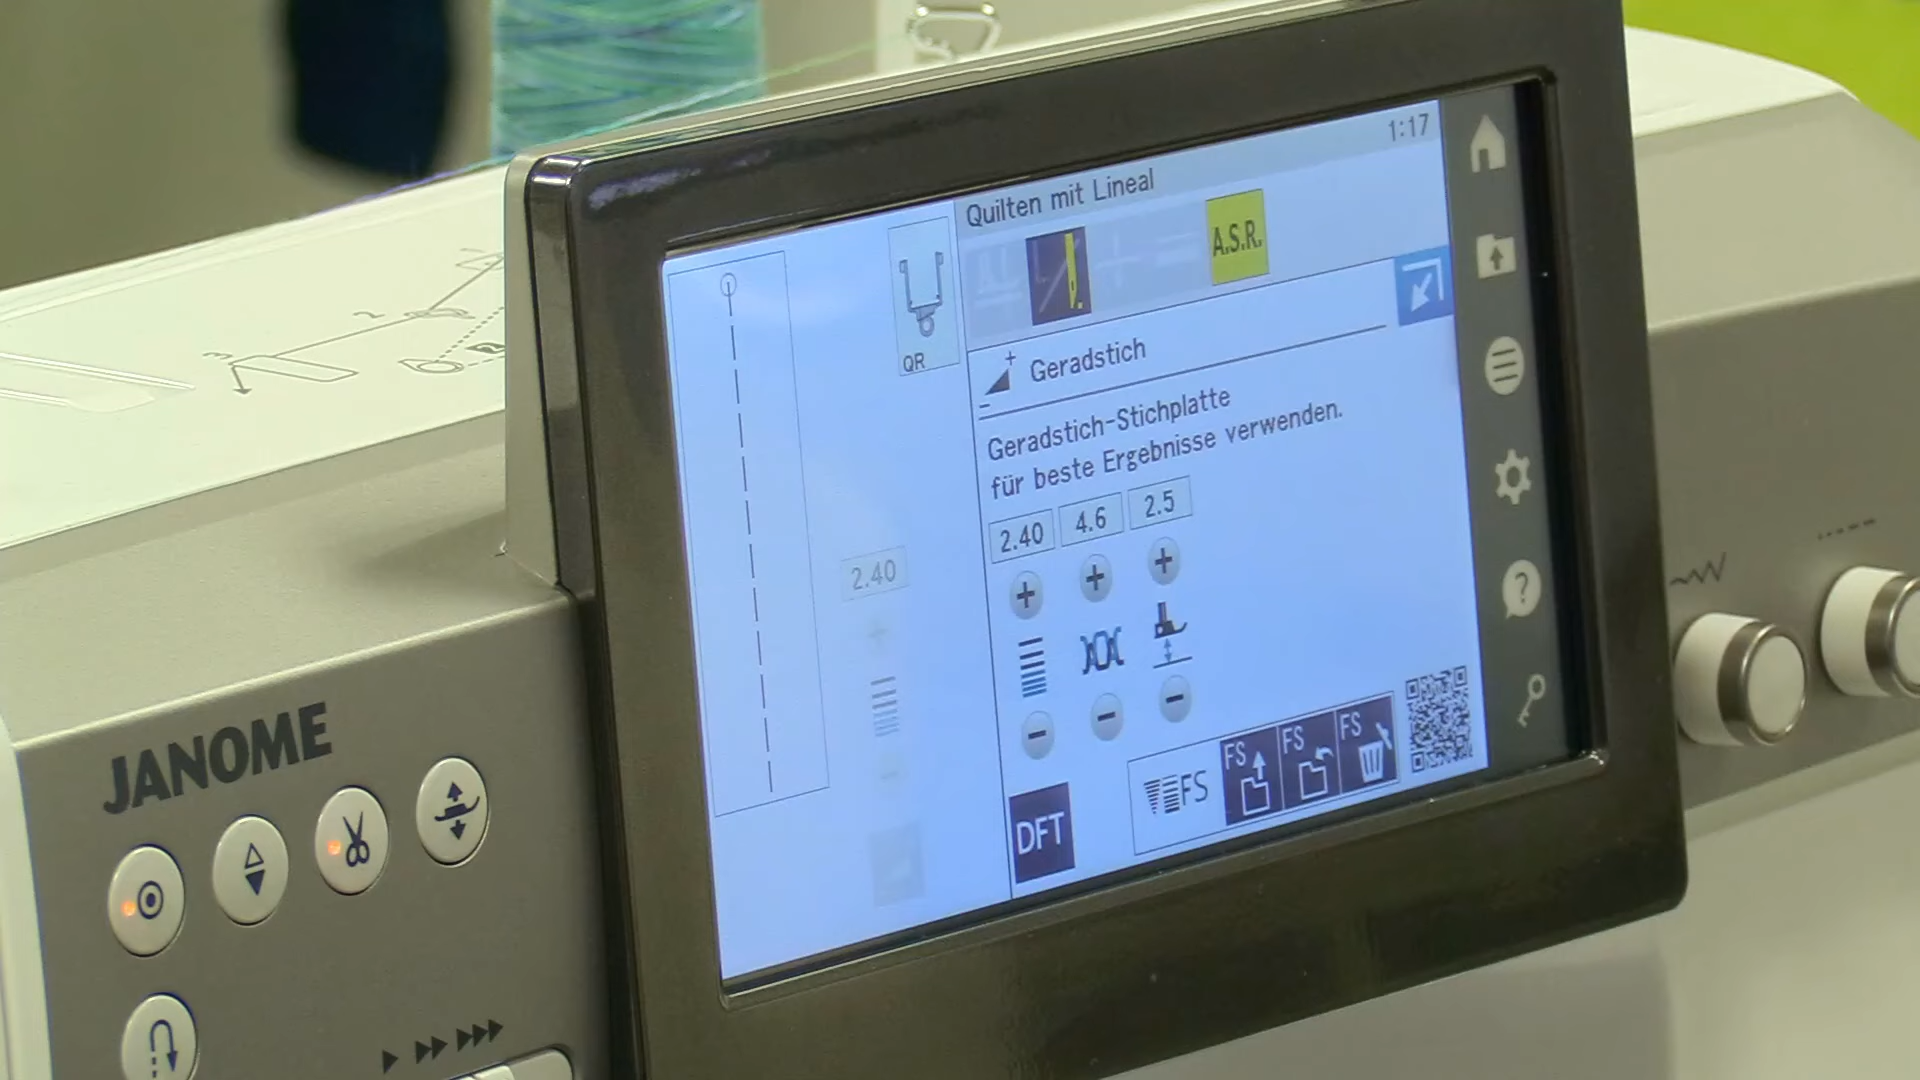 1:17
Quilten mit Lineal
A.S.R.
QR
Geradstich
Geradstich-Stichplatte
für beste Ergebnisse verwenden.
2.40 4.6 2.5
2.40
FS FS FS FS
DFT
JANOME